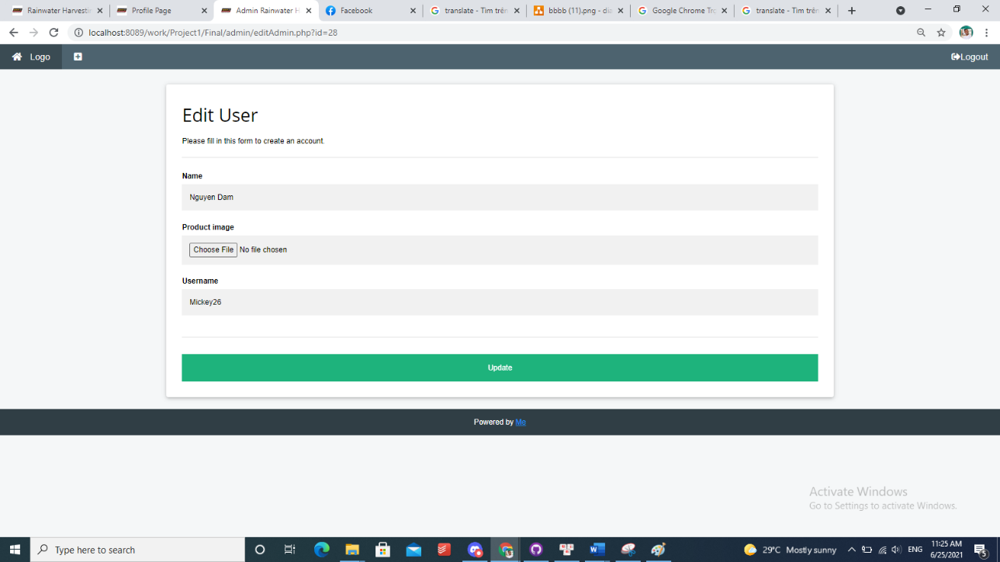 Rainwater Harvestin
Profile Page
Admin Rainwater H
Facebook
translate - Tìm trên
bbbb (11).png - dia
Google Chrome Tro
translate - Tìm trên
localhost:8089/work/Project1/Final/admin/editAdmin.php?id=28
Logo
Logout
Edit User
Please fill in this form to create an account.
Name
Nguyen Dam
Product image
Choose File No file chosen
Username
Mickey26
Update
Powered by Me
Activate Windows
Go to Settings to activate Windows.
Type here to search
29°C Mostly sunny
ENG
11:25 AM
6/25/2021
5